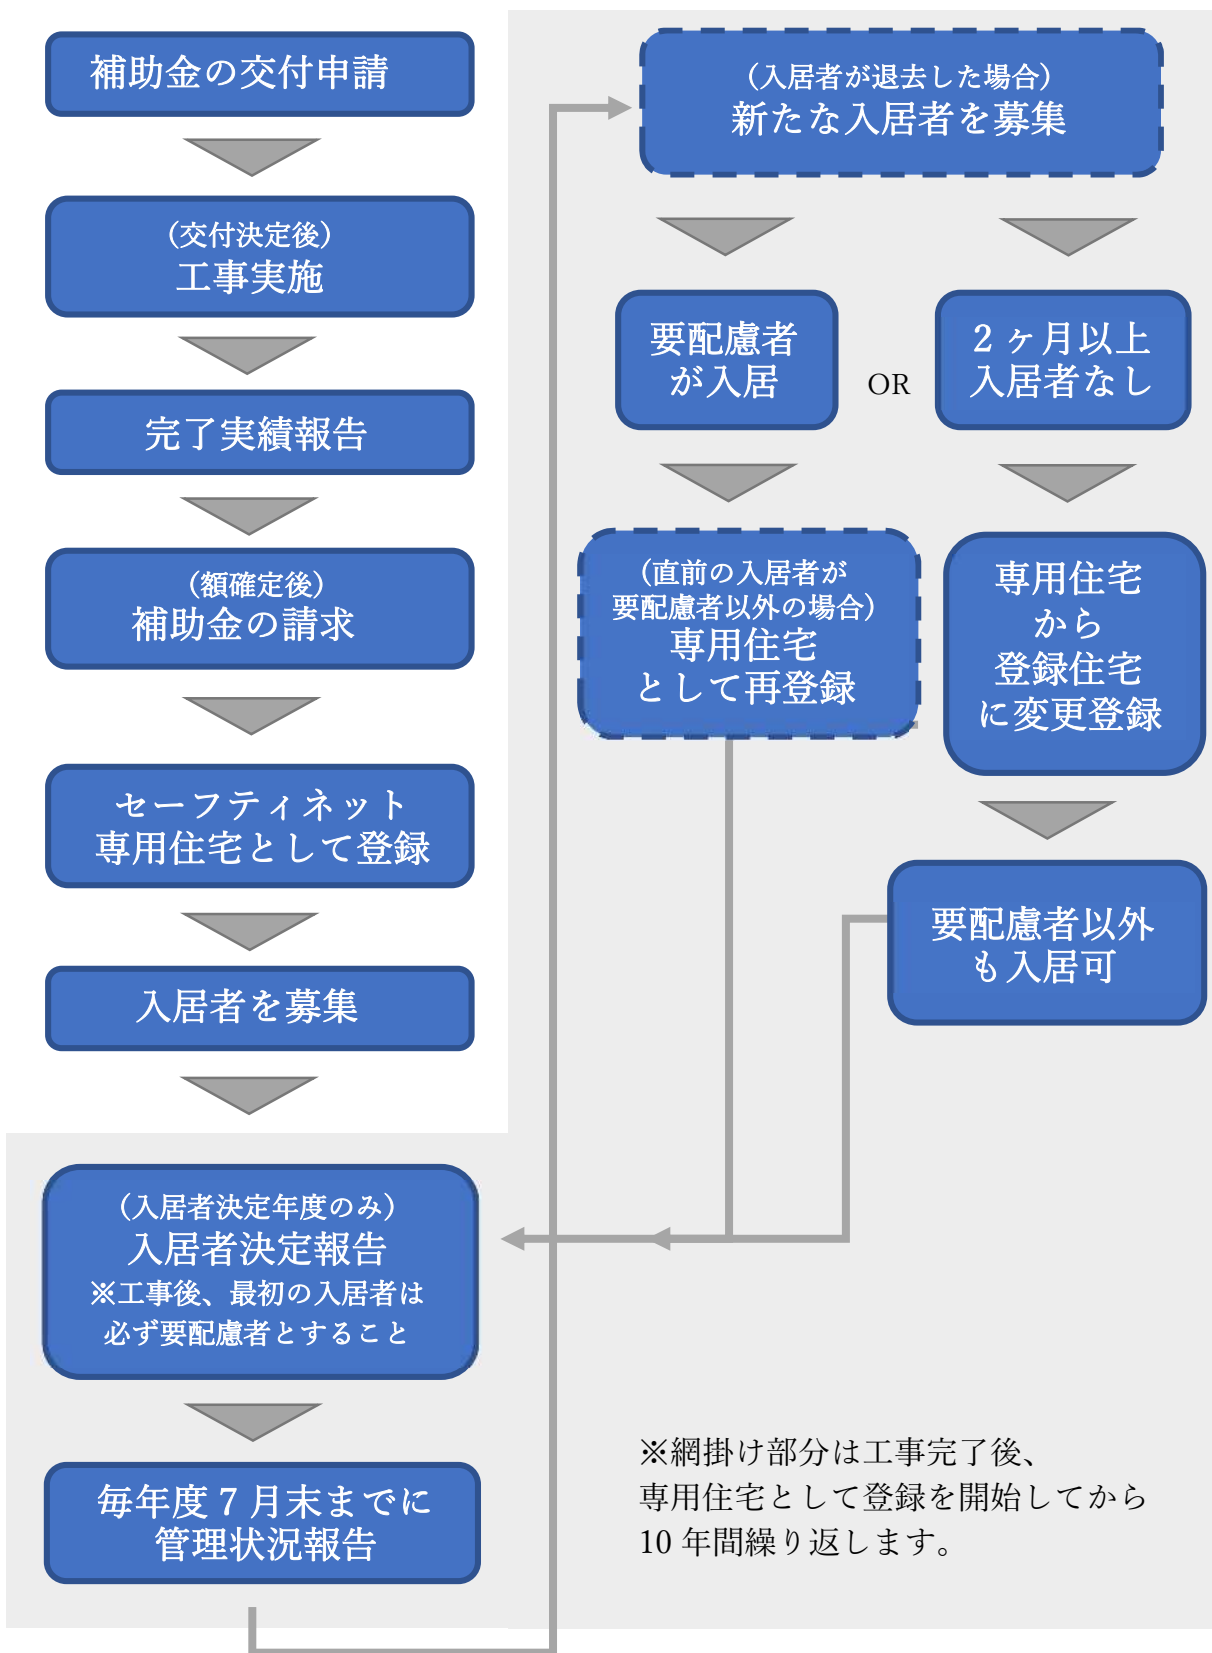 補助金の交付申請
（交付決定後）
工事実施
完了実績報告
（額確定後）
補助金の請求
セーフティネット
専用住宅として登録
入居者を募集
（入居者決定年度のみ）
入居者決定報告
※工事後、最初の入居者は
必ず要配慮者とすること
毎年度７月末までに
管理状況報告
（入居者が退去した場合）
新たな入居者を募集
要配慮者
が入居
OR
２ヶ月以上
入居者なし
（直前の入居者が
要配慮者以外の場合）
専用住宅
として再登録
専用住宅
から
登録住宅
に変更登録
要配慮者以外
も入居可
※網掛け部分は工事完了後、
専用住宅として登録を開始してから
10 年間繰り返します。